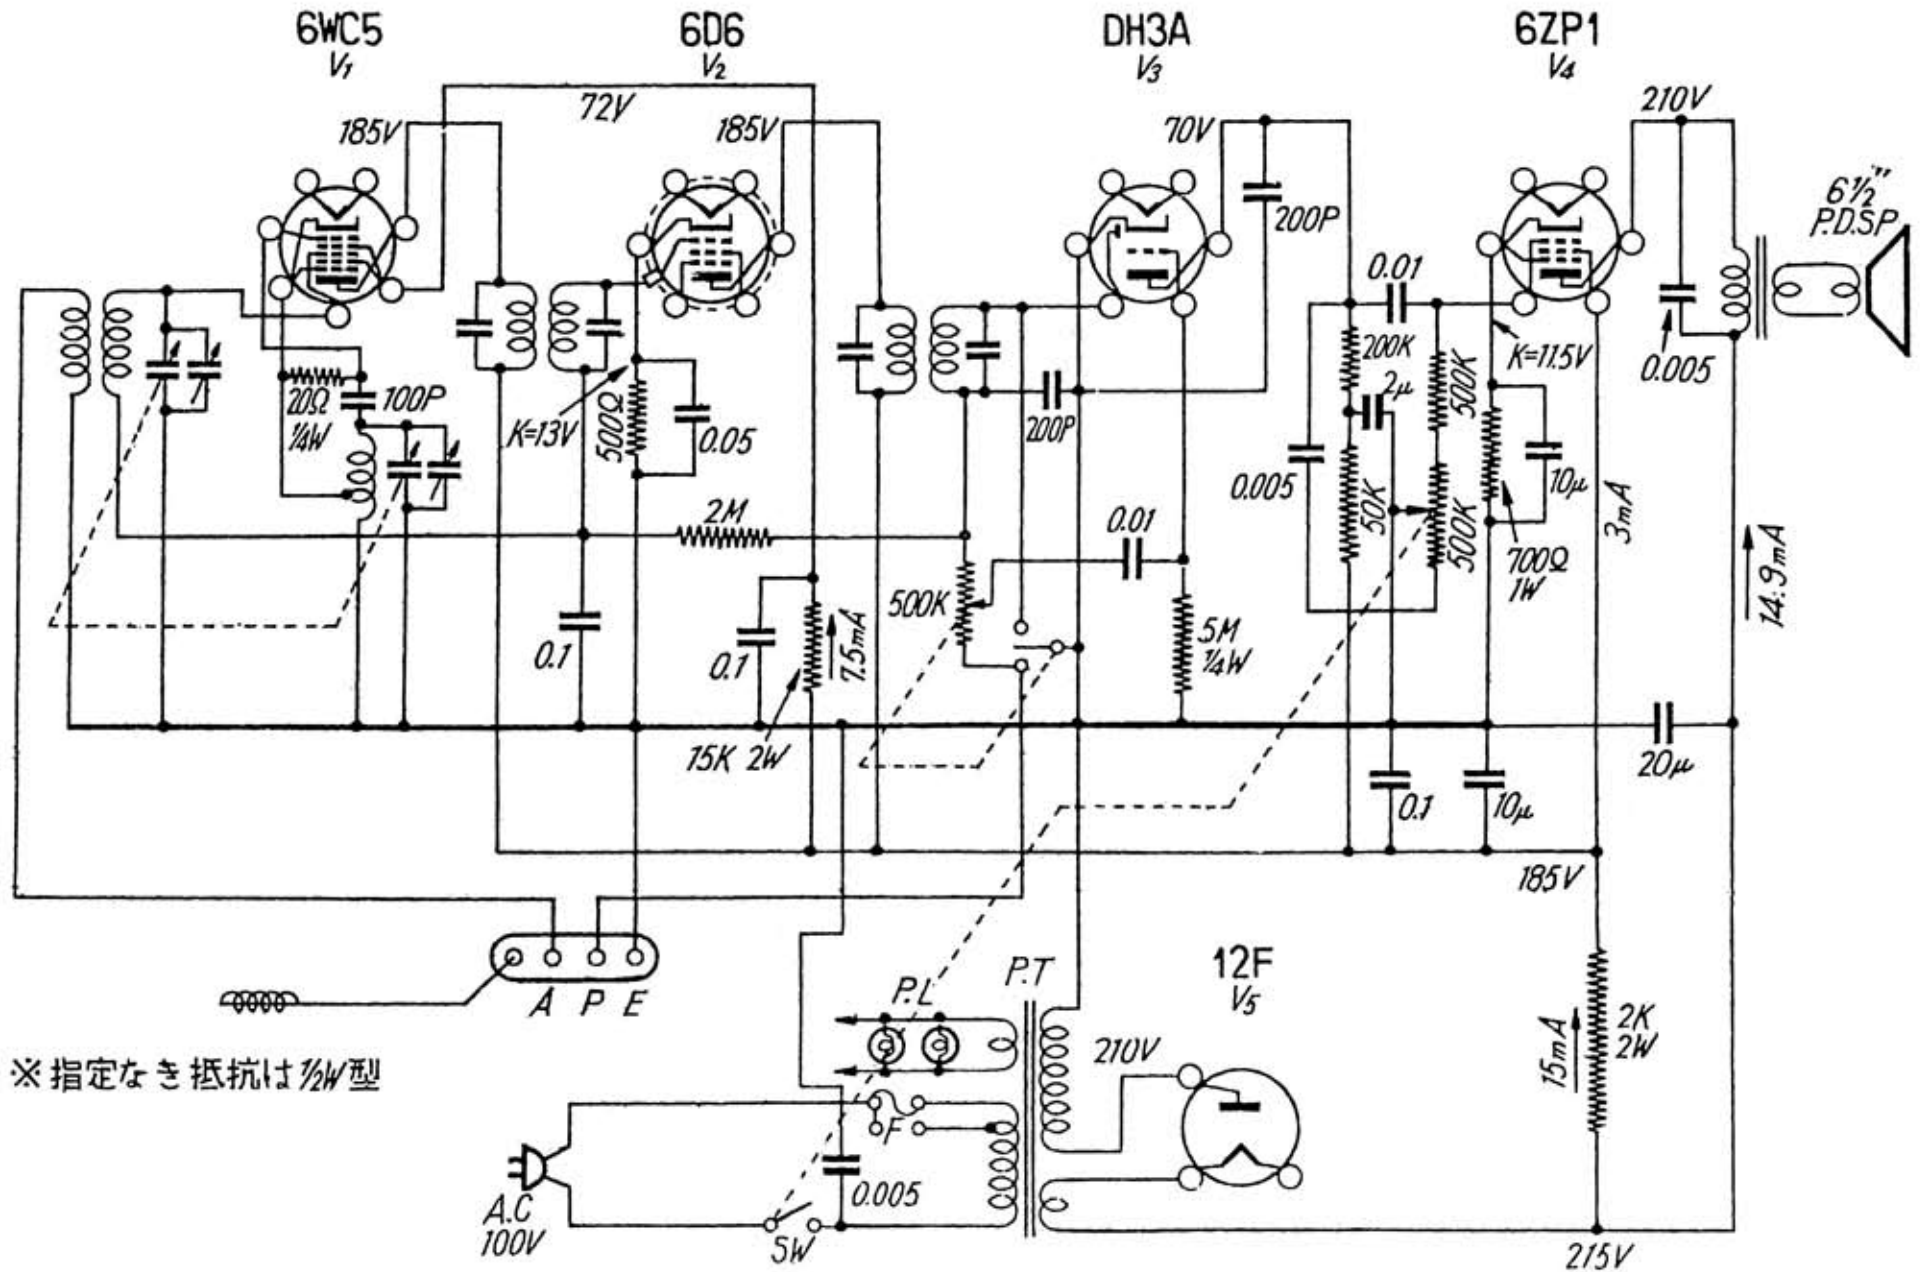 6WC5
V1
6D6
V2
DH3A
V3
6ZP1
V4
185V
72V
185V
70V
210V
6½"
P.D.SP
200P
0.01
200K
2μ
500K
K=11.5V
0.005
20Ω
¼W
100P
K=13V
500Ω
0.05
200P
0.005
50K
500K
10μ
700Ω
1W
3mA
14.9mA
2M
0.01
500K
5M
¼W
0.1
0.1
7.5mA
15K 2W
20μ
0.1
10μ
185V
A P E
P.L
P.T
12F
V5
210V
15mA
2K
2W
※指定なき抵抗は½W型
F
0.005
A.C
100V
SW
215V